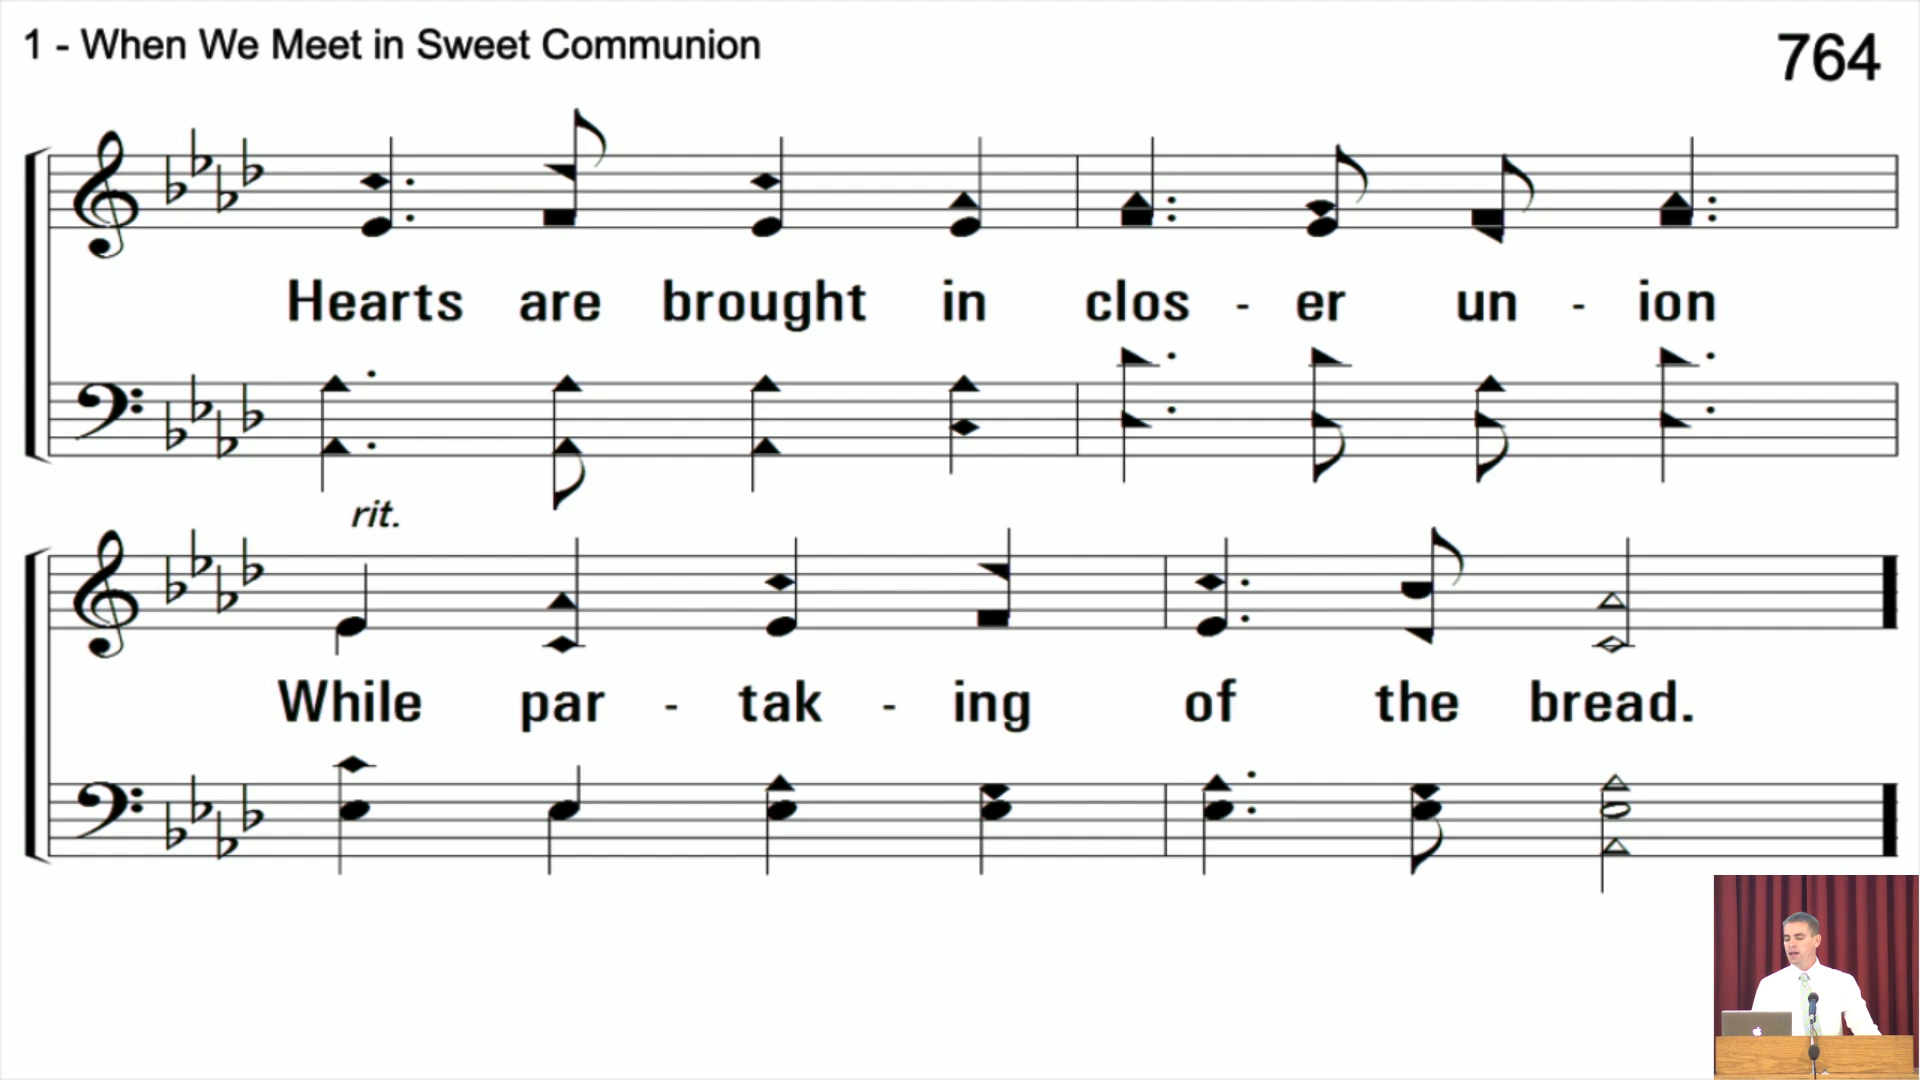 1 - When We Meet in Sweet Communion
764
Hearts are brought in clos - er un - ion
rit.
While par - tak - ing of the bread.